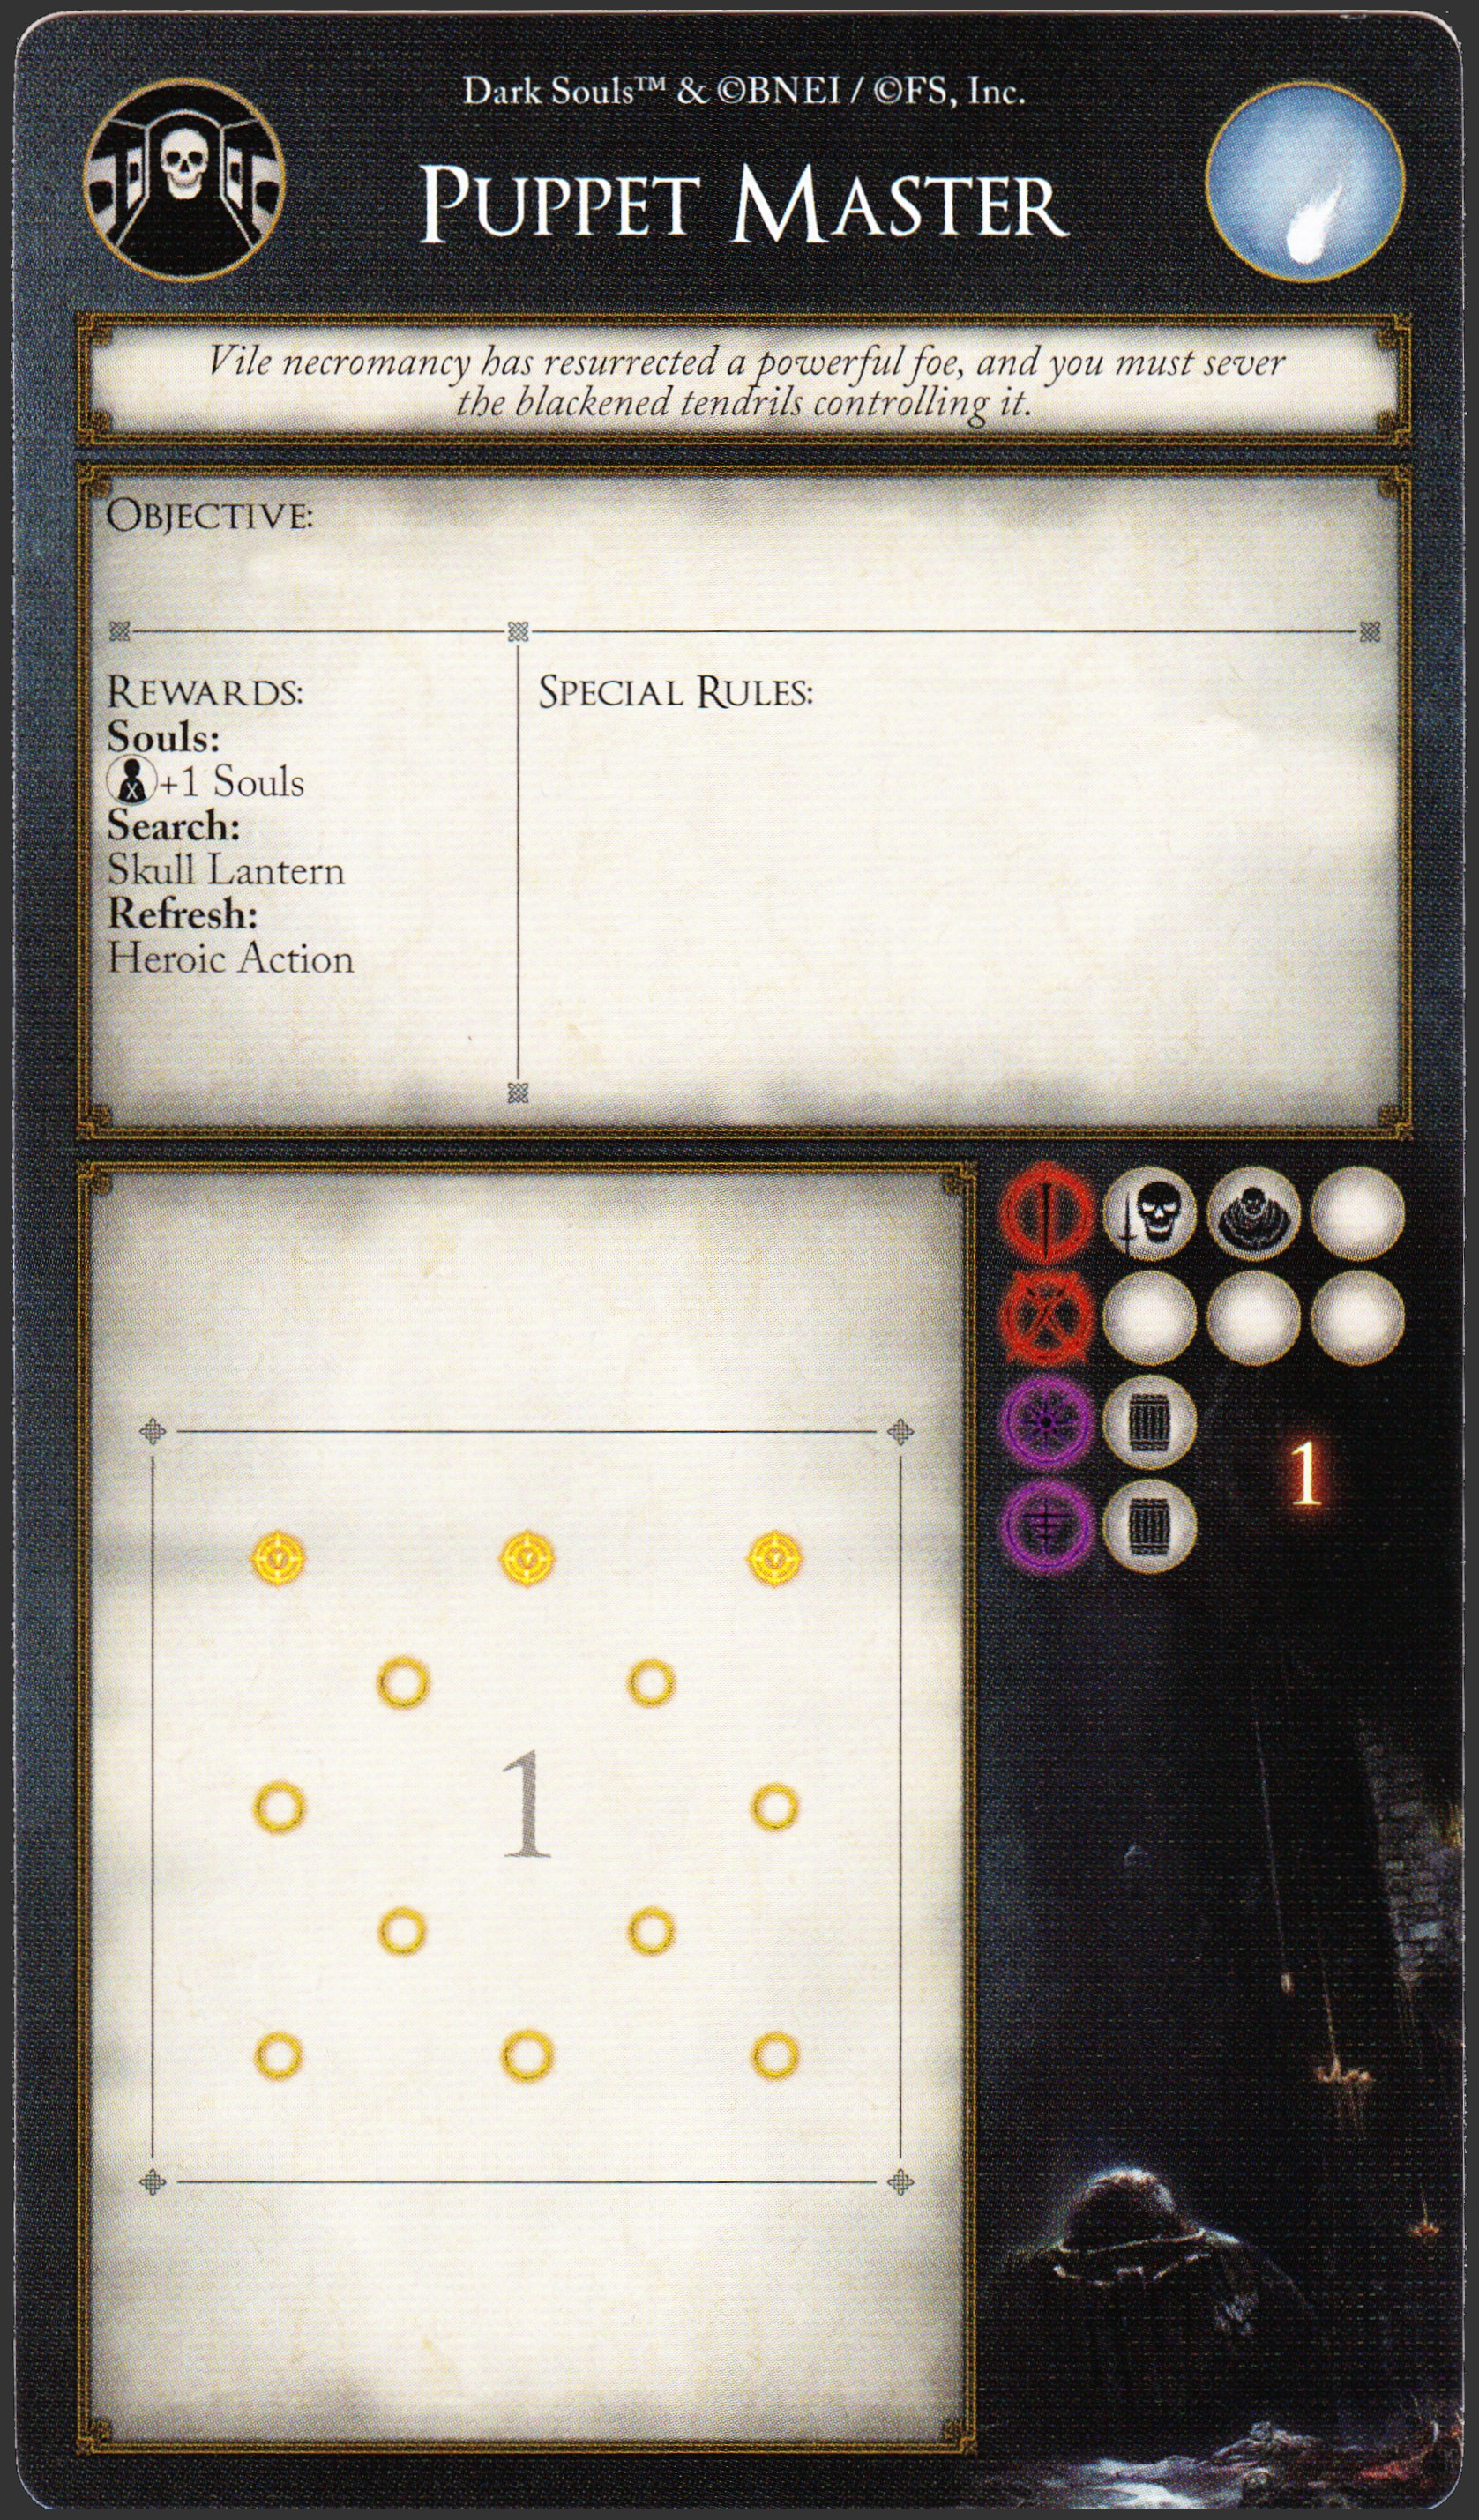 Dark Souls™ & ©BNEI / ©FS, Inc.
PUPPET MASTER
Vile necromancy has resurrected a powerful foe, and you must sever
the blackened tendrils controlling it.
OBJECTIVE:
REWARDS:
Souls:
X +1 Souls
Search:
Skull Lantern
Refresh:
Heroic Action
SPECIAL RULES:
1
1